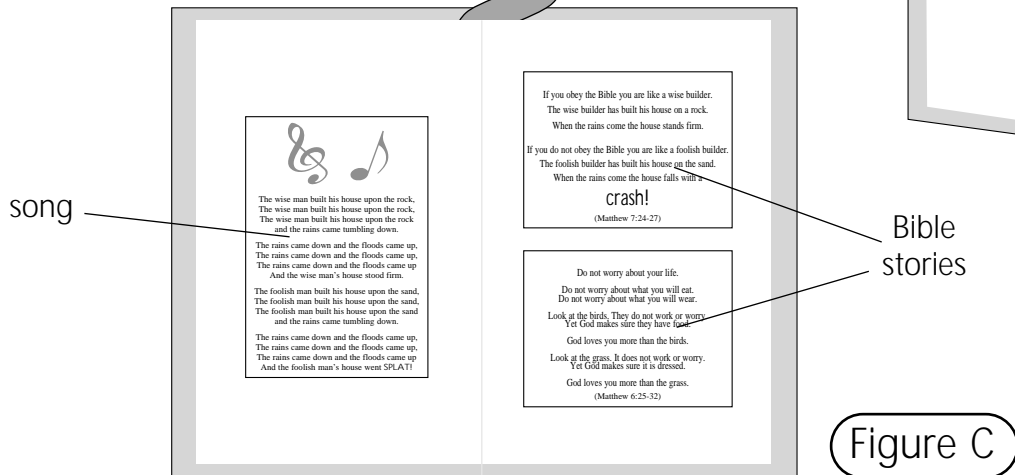 song
The wise man built his house upon the rock,
The wise man built his house upon the rock,
The wise man built his house upon the rock
and the rains came tumbling down.
The rains came down and the floods came up,
The rains came down and the floods came up,
The rains came down and the floods came up
And the wise man's house stood firm.
The foolish man built his house upon the sand,
The foolish man built his house upon the sand,
The foolish man built his house upon the sand
and the rains came tumbling down.
The rains came down and the floods came up,
The rains came down and the floods came up,
The rains came down and the floods came up
And the foolish man's house went SPLAT!
If you obey the Bible you are like a wise builder.
The wise builder has built his house on a rock.
When the rains come the house stands firm.
If you do not obey the Bible you are like a foolish builder.
The foolish builder has built his house on the sand.
When the rains come the house falls with a
crash!
(Matthew 7:24-27)
Do not worry about your life.
Do not worry about what you will eat.
Do not worry about what you will wear.
Look at the birds. They do not work or worry.
Yet God makes sure they have food.
God loves you more than the birds.
Look at the grass. It does not work or worry.
Yet God makes sure it is dressed.
God loves you more than the grass.
(Matthew 6:25-32)
Bible
stories
Figure C